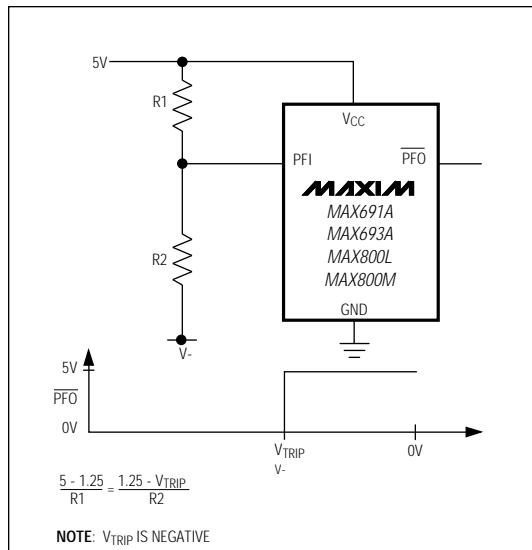 5V
R1
VCC
PFI
PFO
MAXIM
MAX691A
MAX693A
MAX800L
MAX800M
R2
GND
V-
5V
PFO
0V
VTRIP
0V
V-
5 - 1.25 = 1.25 - VTRIP
R1 R2
NOTE: VTRIP IS NEGATIVE